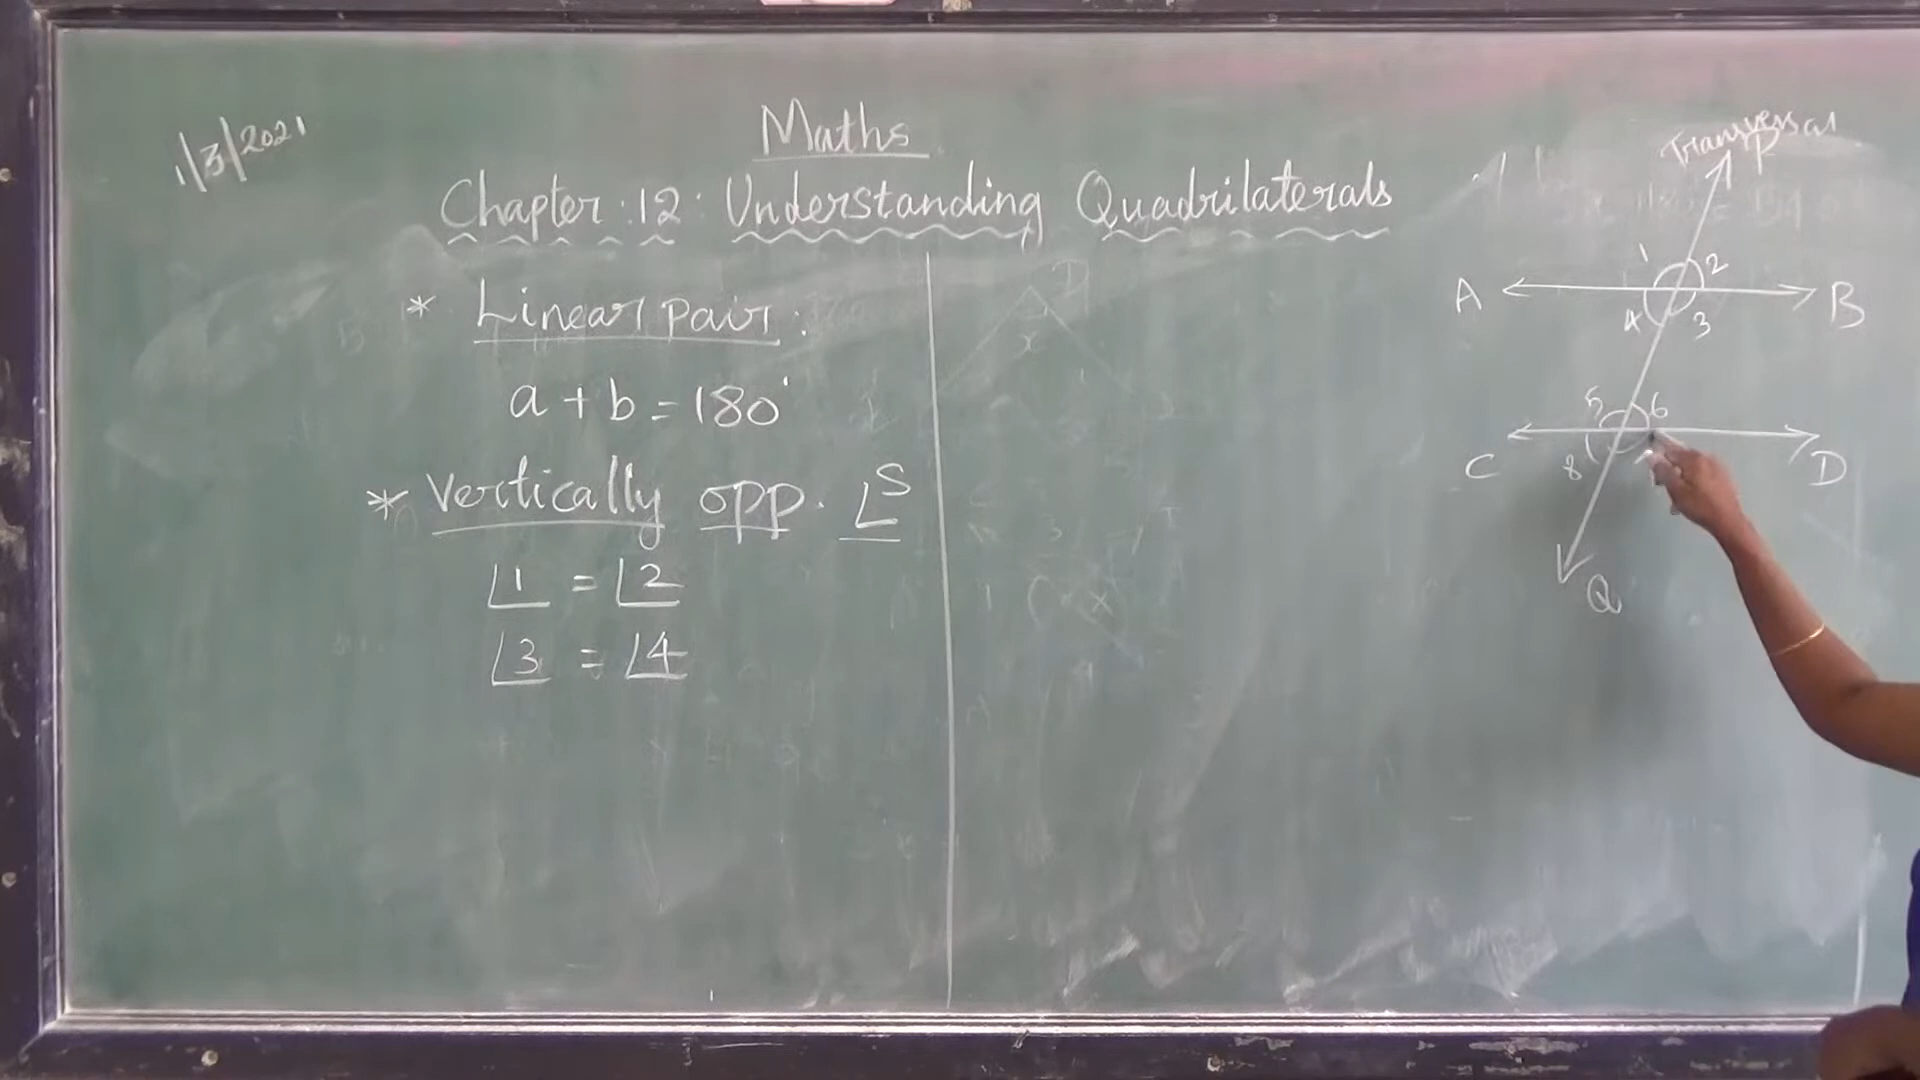 1/3/2021
Maths
Chapter:12: Understanding Quadrilaterals
* Linear pair:
a + b = 180°
* Vertically opp. ∠s
∠1 = ∠2
∠3 = ∠4
Transversal
P
1 2
A B
4 3
5 6
C D
8
Q